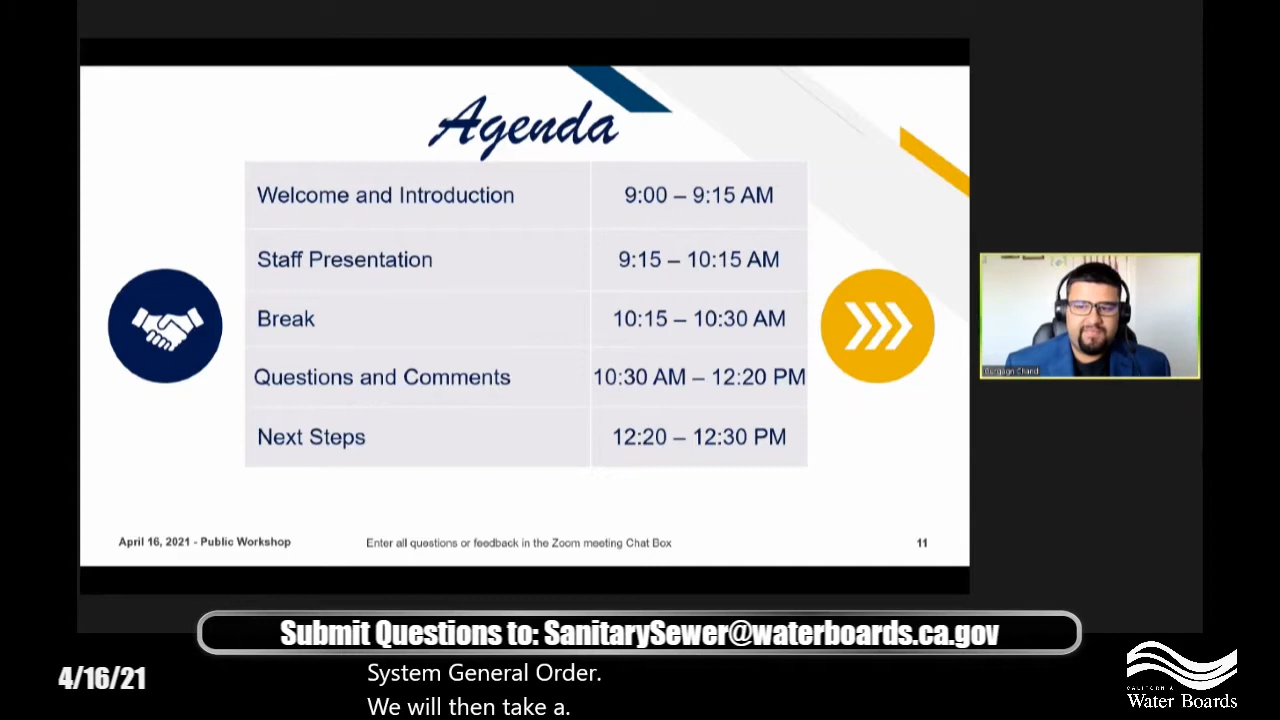 Agenda
Welcome and Introduction 9:00 – 9:15 AM
Staff Presentation 9:15 – 10:15 AM
Break 10:15 – 10:30 AM
Questions and Comments 10:30 AM – 12:20 PM
Next Steps 12:20 – 12:30 PM
April 16, 2021 - Public Workshop Enter all questions or feedback in the Zoom meeting Chat Box 11
Gurgagn Chand
Submit Questions to: SanitarySewer@waterboards.ca.gov
4/16/21
System General Order.
We will then take a.
CALIFORNIA
Water Boards